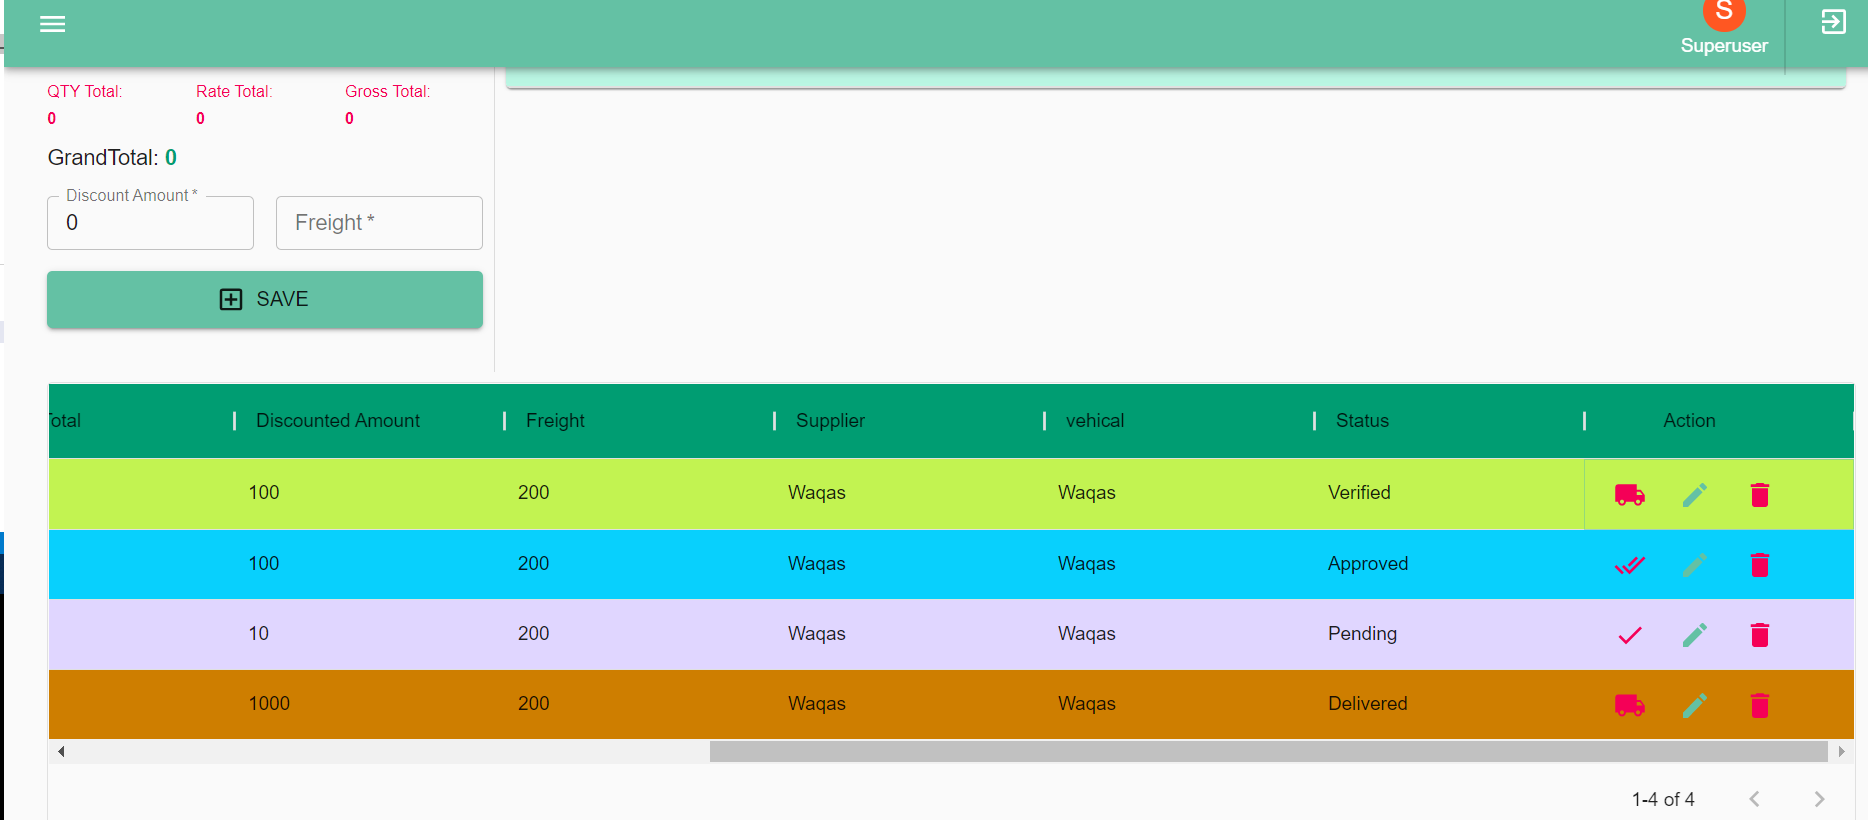 S
Superuser
QTY Total: Rate Total: Gross Total:
0 0 0
GrandTotal: 0
Discount Amount *
0 Freight *
SAVE
Total Discounted Amount Freight Supplier vehical Status Action
100 200 Waqas Waqas Verified
100 200 Waqas Waqas Approved
10 200 Waqas Waqas Pending
1000 200 Waqas Waqas Delivered
1-4 of 4